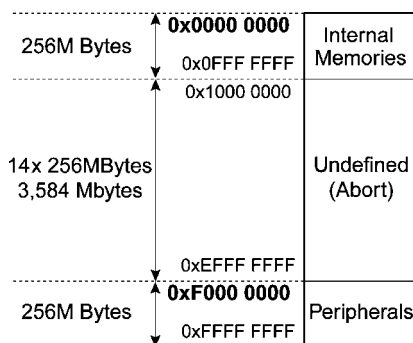 0x0000 0000
256M Bytes
0x0FFF FFFF
Internal
Memories
0x1000 0000
14x 256MBytes
3,584 Mbytes
Undefined
(Abort)
0xEFFF FFFF
0xF000 0000
256M Bytes
Peripherals
0xFFFF FFFF